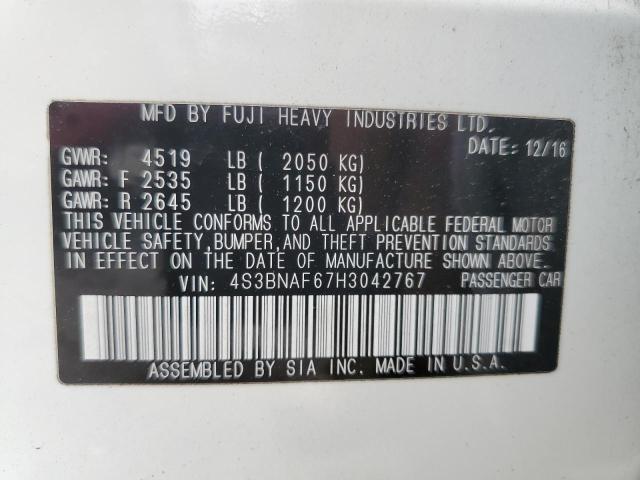 MFD BY FUJI HEAVY INDUSTRIES LTD.
DATE: 12/16
GVWR: 4519 LB ( 2050 KG)
GAWR: F 2535 LB ( 1150 KG)
GAWR: R 2645 LB ( 1200 KG)
THIS VEHICLE CONFORMS TO ALL APPLICABLE FEDERAL MOTOR
VEHICLE SAFETY, BUMPER, AND THEFT PREVENTION STANDARDS
IN EFFECT ON THE DATE OF MANUFACTURE SHOWN ABOVE.
VIN: 4S3BNAF67H3042767 PASSENGER CAR
ASSEMBLED BY SIA INC. MADE IN U.S.A.